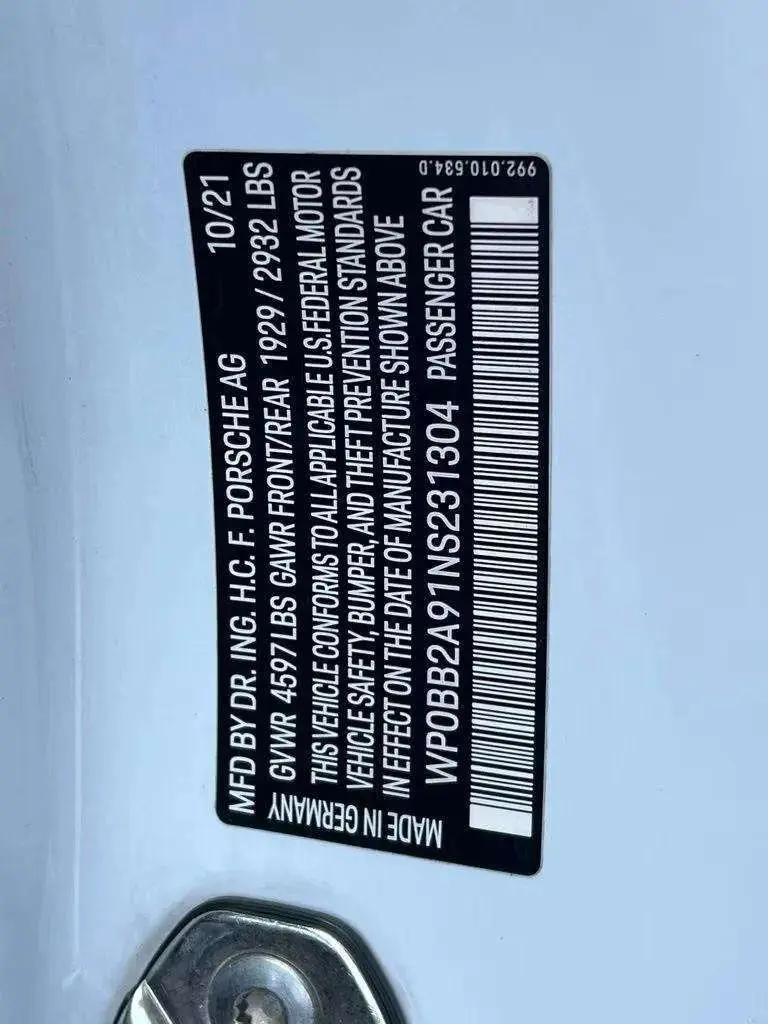 MFD BY DR. ING. H.C. F. PORSCHE AG 10/21
GVWR 4597 LBS GAWR FRONT/REAR 1929 / 2932 LBS
THIS VEHICLE CONFORMS TO ALL APPLICABLE U.S. FEDERAL MOTOR
VEHICLE SAFETY, BUMPER, AND THEFT PREVENTION STANDARDS
IN EFFECT ON THE DATE OF MANUFACTURE SHOWN ABOVE
WP0BB2A91NS231304 PASSENGER CAR
MADE IN GERMANY
992.010.534.D